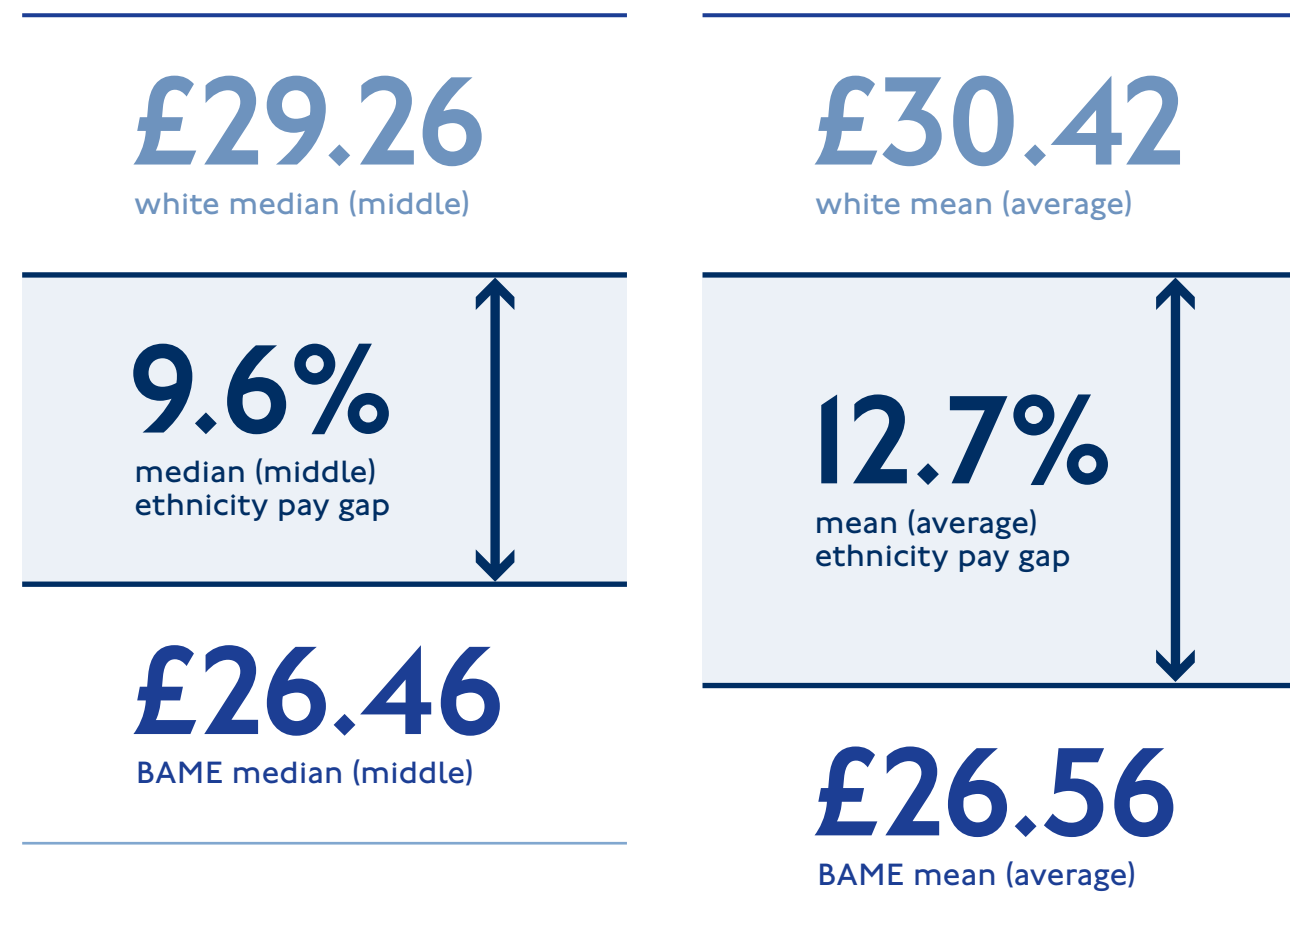 £29.26
white median (middle)
9.6%
median (middle)
ethnicity pay gap
£26.46
BAME median (middle)
£30.42
white mean (average)
12.7%
mean (average)
ethnicity pay gap
£26.56
BAME mean (average)